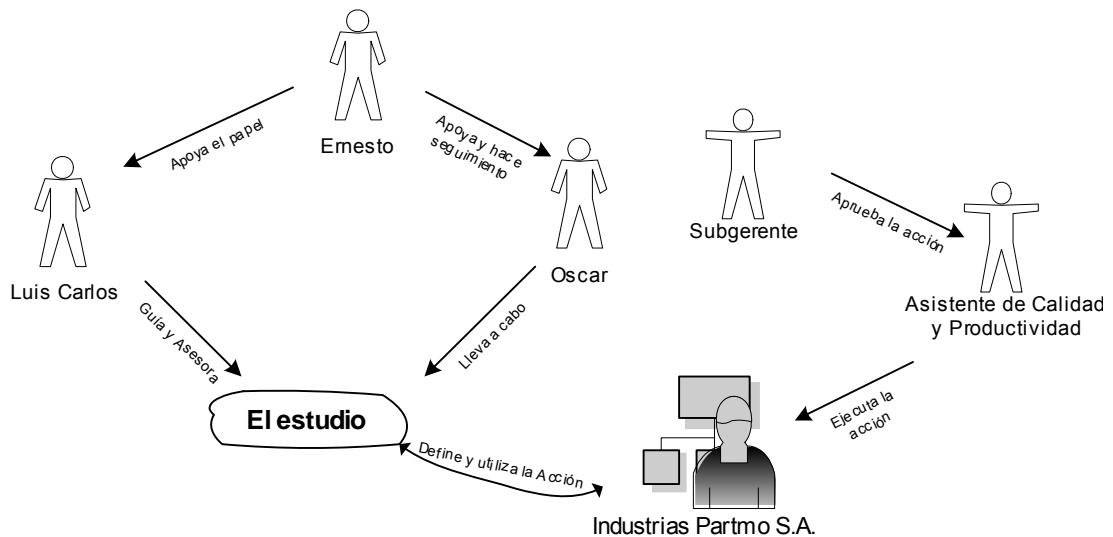 Ernesto
Apoya el papel
Apoya y hace
seguimiento
Luis Carlos
Oscar
Subgerente
Aprueba la acción
Asistente de Calidad
y Productividad
Guía y Asesora
Lleva a cabo
El estudio
Ejecuta la
acción
Define y utiliza la Acción
Industrias Partmo S.A.